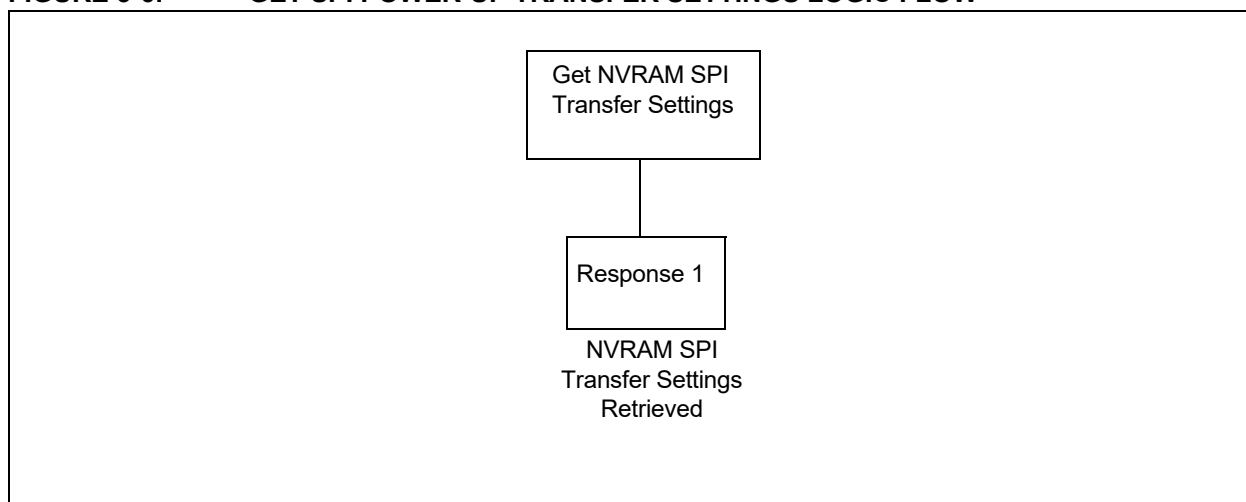 Get NVRAM SPI
Transfer Settings
Response 1
NVRAM SPI
Transfer Settings
Retrieved